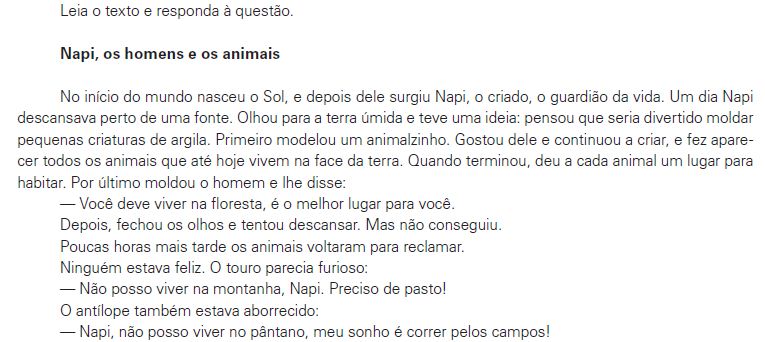 Leia o texto e responda à questão.
Napi, os homens e os animais
No início do mundo nasceu o Sol, e depois dele surgiu Napi, o criado, o guardião da vida. Um dia Napi
descansava perto de uma fonte. Olhou para a terra úmida e teve uma ideia: pensou que seria divertido moldar
pequenas criaturas de argila. Primeiro modelou um animalzinho. Gostou dele e continuou a criar, e fez apare-
cer todos os animais que até hoje vivem na face da terra. Quando terminou, deu a cada animal um lugar para
habitar. Por último moldou o homem e lhe disse:
— Você deve viver na floresta, é o melhor lugar para você.
Depois, fechou os olhos e tentou descansar. Mas não conseguiu.
Poucas horas mais tarde os animais voltaram para reclamar.
Ninguém estava feliz. O touro parecia furioso:
— Não posso viver na montanha, Napi. Preciso de pasto!
O antílope também estava aborrecido:
— Napi, não posso viver no pântano, meu sonho é correr pelos campos!